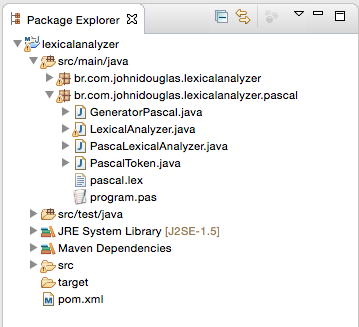 Package Explorer
lexicalanalyzer
src/main/java
br.com.johnidouglas.lexicalanalyzer
br.com.johnidouglas.lexicalanalyzer.pascal
GeneratorPascal.java
LexicalAnalyzer.java
PascaLexicalAnalyzer.java
PascalToken.java
pascal.lex
program.pas
src/test/java
JRE System Library [J2SE-1.5]
Maven Dependencies
src
target
pom.xml